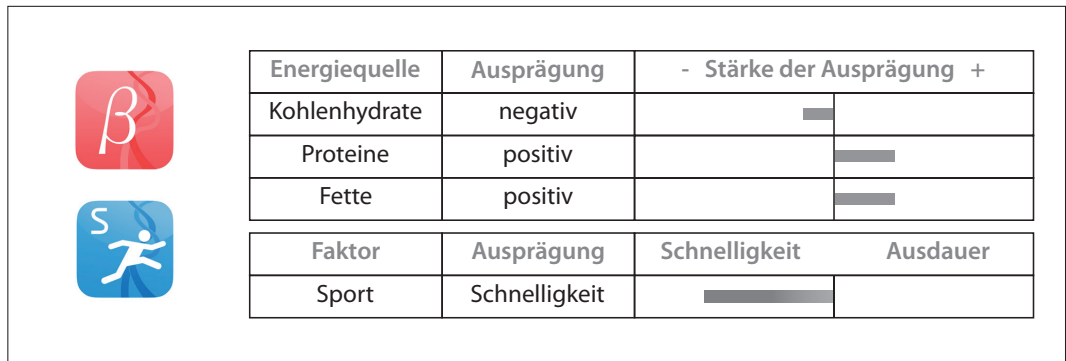 Energiequelle Ausprägung - Stärke der Ausprägung +
β
Kohlenhydrate negativ
Proteine positiv
Fette positiv
S
Faktor Ausprägung Schnelligkeit Ausdauer
Sport Schnelligkeit